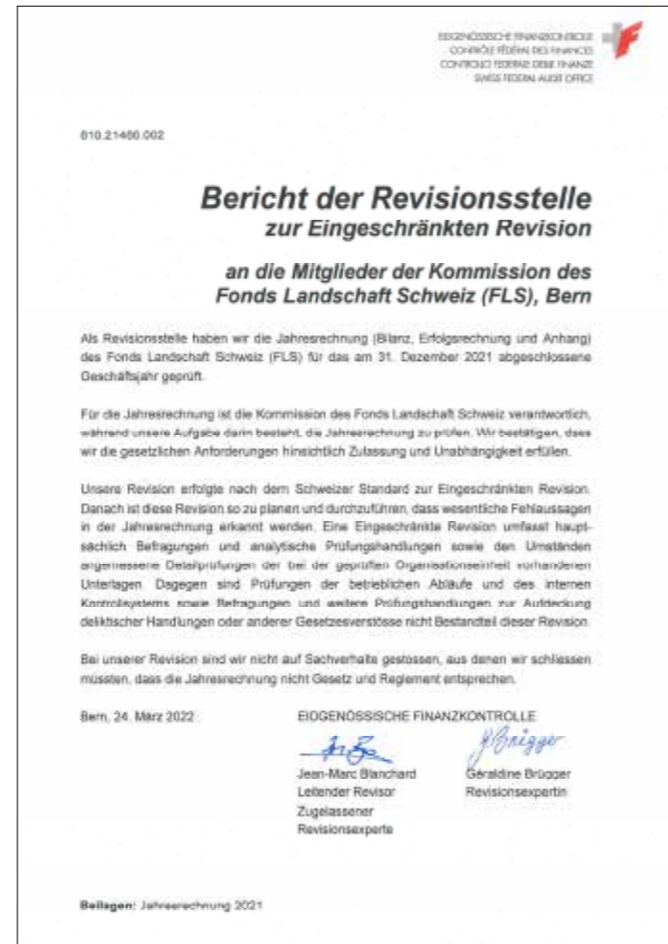 EIDGENÖSSISCHE FINANZKONTROLLE
CONTRÔLE FÉDÉRAL DES FINANCES
CONTROLLO FEDERALE DELLE FINANZE
SWISS FEDERAL AUDIT OFFICE
Bericht der Revisionsstelle
zur Eingeschränkten Revision
an die Mitglieder der Kommission des
Fonds Landschaft Schweiz (FLS), Bern
Als Revisionsstelle haben wir die Jahresrechnung (Bilanz, Erfolgsrechnung und Anhang)
des Fonds Landschaft Schweiz (FLS) für das am 31. Dezember 2021 abgeschlossene
Geschäftsjahr geprüft.
Für die Jahresrechnung ist die Kommission des Fonds Landschaft Schweiz verantwortlich,
während unsere Aufgabe darin besteht, die Jahresrechnung zu prüfen. Wir bestätigen, dass
wir die gesetzlichen Anforderungen hinsichtlich Zulassung und Unabhängigkeit erfüllen.
Unsere Revision erfolgte nach dem Schweizer Standard zur Eingeschränkten Revision.
Danach ist diese Revision so zu planen und durchzuführen, dass wesentliche Fehlaussagen
in der Jahresrechnung erkannt werden. Eine Eingeschränkte Revision umfasst haupt-
sächlich Befragungen und analytische Prüfungshandlungen sowie den Umständen
angemessene Detailprüfungen der bei der geprüften Organisationseinheit vorhandenen
Unterlagen. Dagegen sind Prüfungen der betrieblichen Abläufe und des internen
Kontrollsystems sowie Befragungen und weitere Prüfungshandlungen zur Aufdeckung
deliktischer Handlungen oder anderer Gesetzesverstösse nicht Bestandteil dieser Revision.
Bei unserer Revision sind wir nicht auf Sachverhalte gestossen, aus denen wir schliessen
müssten, dass die Jahresrechnung nicht Gesetz und Reglement entsprechen.
Bern, 24. März 2022 EIDGENÖSSISCHE FINANZKONTROLLE
Brügger
Jean-Marc Blanchard Géraldine Brügger
Leitender Revisor Revisionsexpertin
Zugelassener
Revisionsexperte
Beilagen: Jahresrechnung 2021